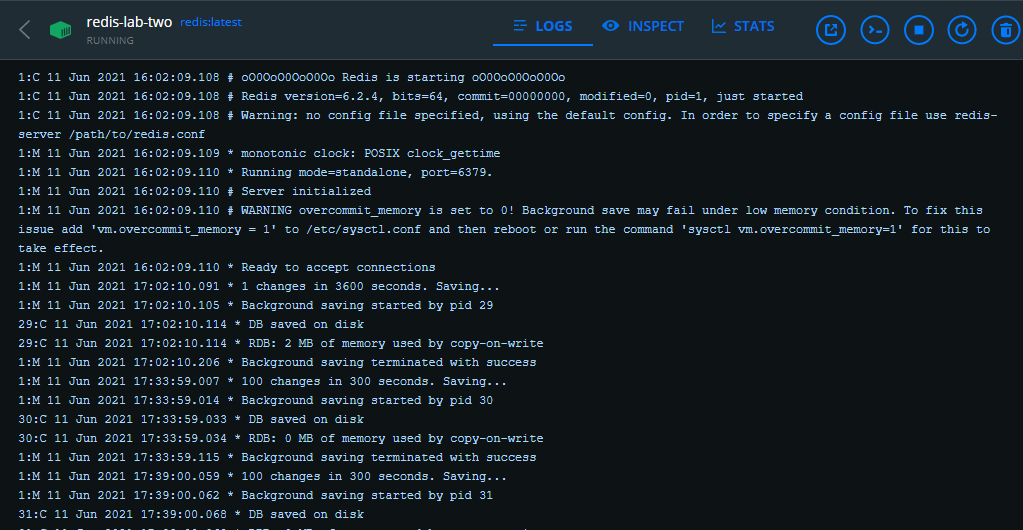 redis-lab-two redis:latest
RUNNING
LOGS INSPECT STATS
1:C 11 Jun 2021 16:02:09.108 # oO0OoO0OoO0Oo Redis is starting oO0OoO0OoO0Oo
1:C 11 Jun 2021 16:02:09.108 # Redis version=6.2.4, bits=64, commit=00000000, modified=0, pid=1, just started
1:C 11 Jun 2021 16:02:09.108 # Warning: no config file specified, using the default config. In order to specify a config file use redis-
server /path/to/redis.conf
1:M 11 Jun 2021 16:02:09.109 * monotonic clock: POSIX clock_gettime
1:M 11 Jun 2021 16:02:09.110 * Running mode=standalone, port=6379.
1:M 11 Jun 2021 16:02:09.110 # Server initialized
1:M 11 Jun 2021 16:02:09.110 # WARNING overcommit_memory is set to 0! Background save may fail under low memory condition. To fix this
issue add 'vm.overcommit_memory = 1' to /etc/sysctl.conf and then reboot or run the command 'sysctl vm.overcommit_memory=1' for this to
take effect.
1:M 11 Jun 2021 16:02:09.110 * Ready to accept connections
1:M 11 Jun 2021 17:02:10.091 * 1 changes in 3600 seconds. Saving...
1:M 11 Jun 2021 17:02:10.105 * Background saving started by pid 29
29:C 11 Jun 2021 17:02:10.114 * DB saved on disk
29:C 11 Jun 2021 17:02:10.114 * RDB: 2 MB of memory used by copy-on-write
1:M 11 Jun 2021 17:02:10.206 * Background saving terminated with success
1:M 11 Jun 2021 17:33:59.007 * 100 changes in 300 seconds. Saving...
1:M 11 Jun 2021 17:33:59.014 * Background saving started by pid 30
30:C 11 Jun 2021 17:33:59.033 * DB saved on disk
30:C 11 Jun 2021 17:33:59.034 * RDB: 0 MB of memory used by copy-on-write
1:M 11 Jun 2021 17:33:59.115 * Background saving terminated with success
1:M 11 Jun 2021 17:39:00.059 * 100 changes in 300 seconds. Saving...
1:M 11 Jun 2021 17:39:00.062 * Background saving started by pid 31
31:C 11 Jun 2021 17:39:00.068 * DB saved on disk